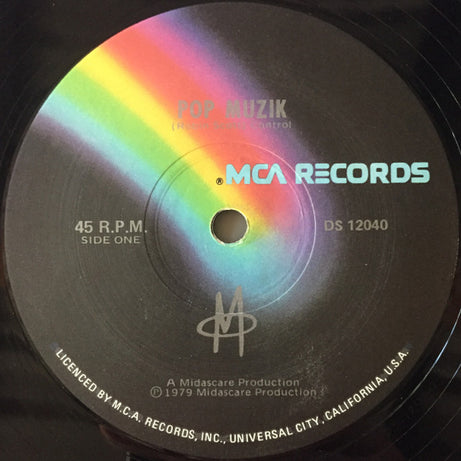 POP MUZIK
® MCA RECORDS
45 R.P.M.
SIDE ONE
DS 12040
M
A Midascare Production
℗ 1979 Midascare Production
LICENCED BY M.C.A. RECORDS, INC., UNIVERSAL CITY, CALIFORNIA, U.S.A.